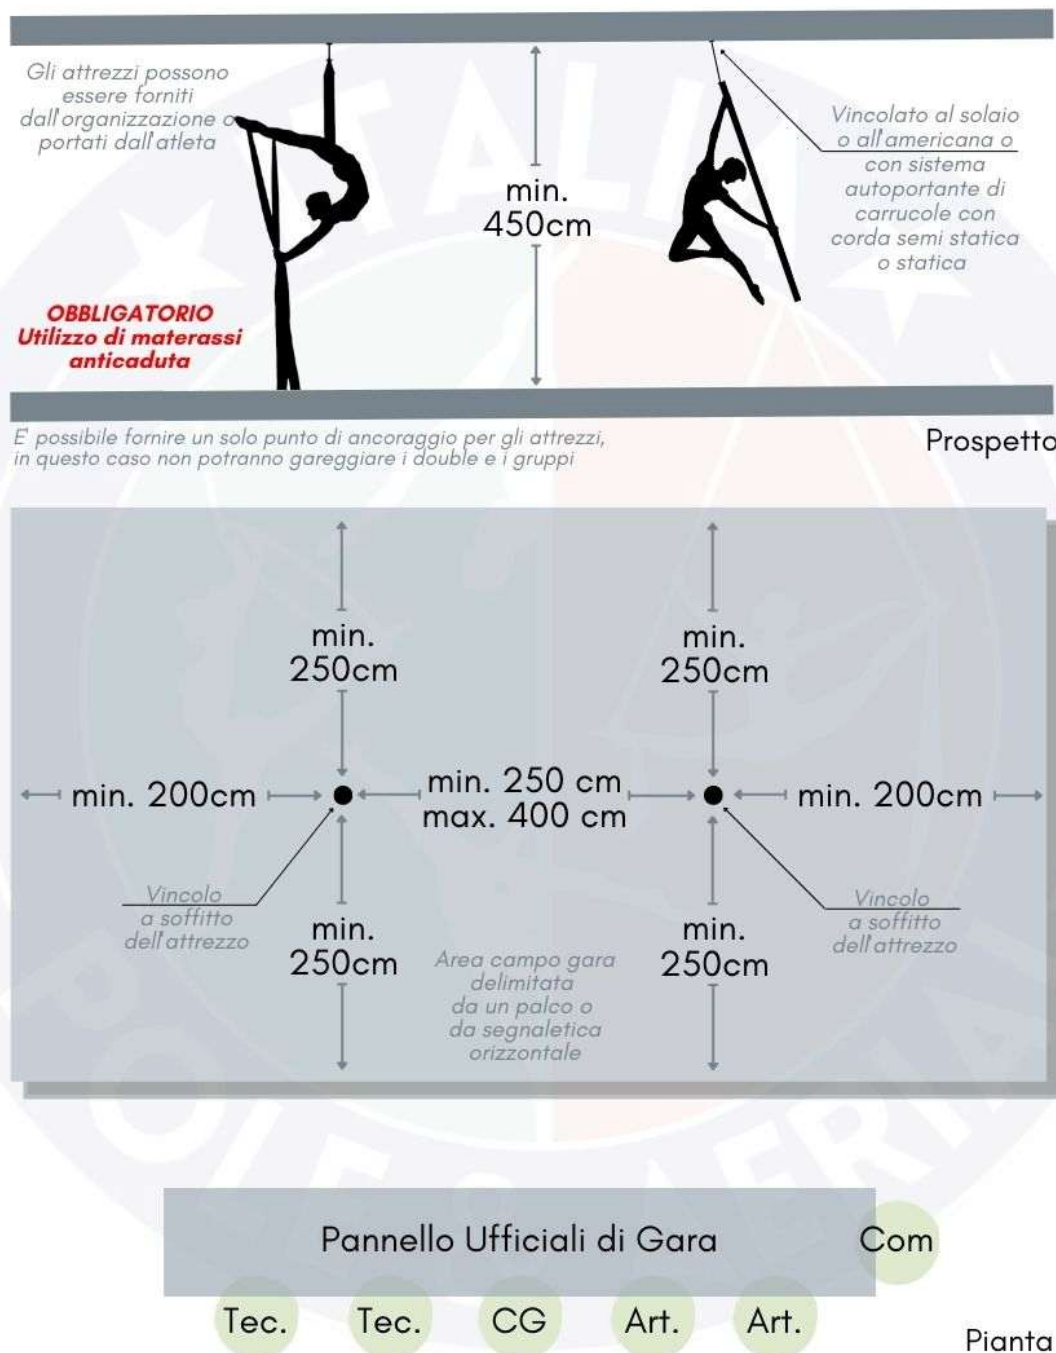 Gli attrezzi possono
essere forniti
dall'organizzazione o
portati dall'atleta
min.
450cm
Vincolato al solaio
o all'americana o
con sistema
autoportante di
carrucole con
corda semi statica
o statica
OBBLIGATORIO
Utilizzo di materassi
anticaduta
E' possibile fornire un solo punto di ancoraggio per gli attrezzi,
in questo caso non potranno gareggiare i double e i gruppi
Prospetto
min.
250cm
min.
250cm
min. 200cm
min. 250 cm
max. 400 cm
min. 200cm
Vincolo
a soffitto
dell'attrezzo
min.
250cm
Area campo gara
delimitata
da un palco o
da segnaletica
orizzontale
min.
250cm
Vincolo
a soffitto
dell'attrezzo
Pannello Ufficiali di Gara
Com
Tec.
Tec.
CG
Art.
Art.
Pianta